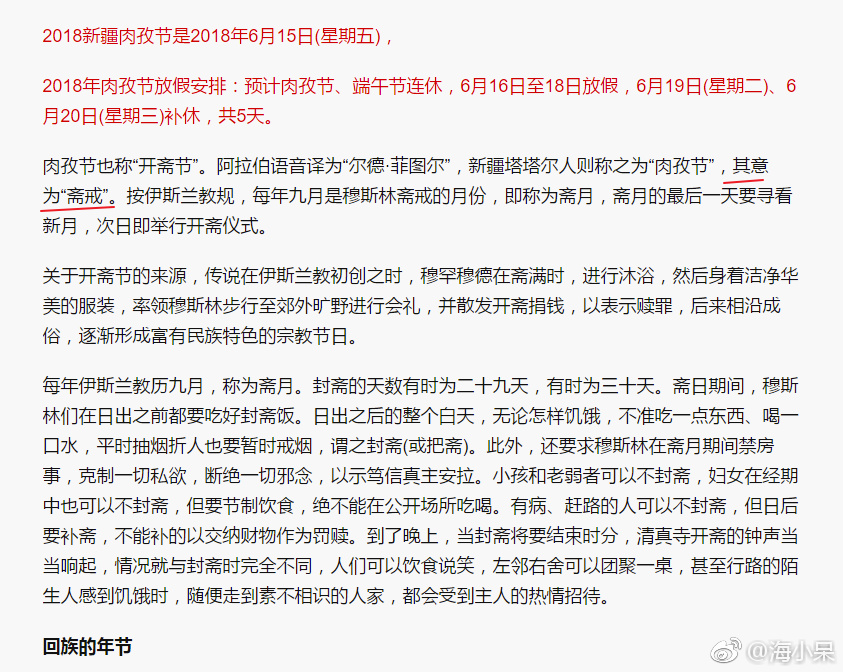 2018新疆肉孜节是2018年6月15日(星期五)，
2018年肉孜节放假安排：预计肉孜节、端午节连休，6月16日至18日放假，6月19日(星期二)、6
月20日(星期三)补休，共5天。
肉孜节也称“开斋节”。阿拉伯语音译为“尔德·菲图尔”，新疆塔塔尔人则称之为“肉孜节”，其意
为“斋戒”。按伊斯兰教规，每年九月是穆斯林斋戒的月份，即称为斋月，斋月的最后一天要寻看
新月，次日即举行开斋仪式。
关于开斋节的来源，传说在伊斯兰教初创之时，穆罕穆德在斋满时，进行沐浴，然后身着洁净华
美的服装，率领穆斯林步行至郊外旷野进行会礼，并散发开斋捐钱，以表示赎罪，后来相沿成
俗，逐渐形成富有民族特色的宗教节日。
每年伊斯兰教历九月，称为斋月。封斋的天数有时为二十九天，有时为三十天。斋日期间，穆斯
林们在日出之前都要吃好封斋饭。日出之后的整个白天，无论怎样饥饿，不准吃一点东西、喝一
口水，平时抽烟折人也要暂时戒烟，谓之封斋(或把斋)。此外，还要求穆斯林在斋月期间禁房
事，克制一切私欲，断绝一切邪念，以示笃信真主安拉。小孩和老弱者可以不封斋，妇女在经期
中也可以不封斋，但要节制饮食，绝不能在公开场所吃喝。有病、赶路的人可以不封斋，但日后
要补斋，不能补的以交纳财物作为罚赎。到了晚上，当封斋将要结束时分，清真寺开斋的钟声当
当响起，情况就与封斋时完全不同，人们可以饮食说笑，左邻右舍可以团聚一桌，甚至行路的陌
生人感到饥饿时，随便走到素不相识的人家，都会受到主人的热情招待。
回族的年节
@海小呆